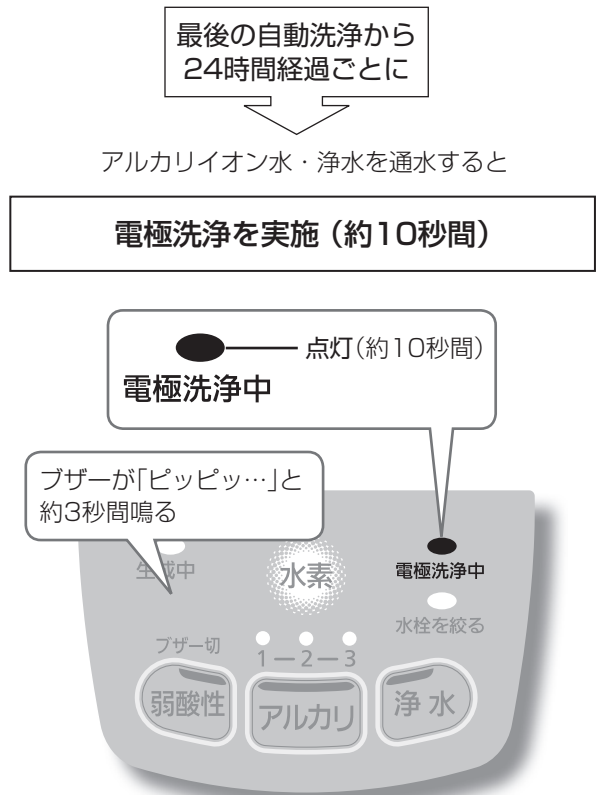 最後の自動洗浄から
24時間経過ごとに
アルカリイオン水・浄水を通水すると
電極洗浄を実施（約10秒間）
点灯（約10秒間）
電極洗浄中
ブザーが「ピッピッ…」と
約3秒間鳴る
生成中
水素
電極洗浄中
水栓を絞る
ブザー切
1－2－3
弱酸性
アルカリ
浄水